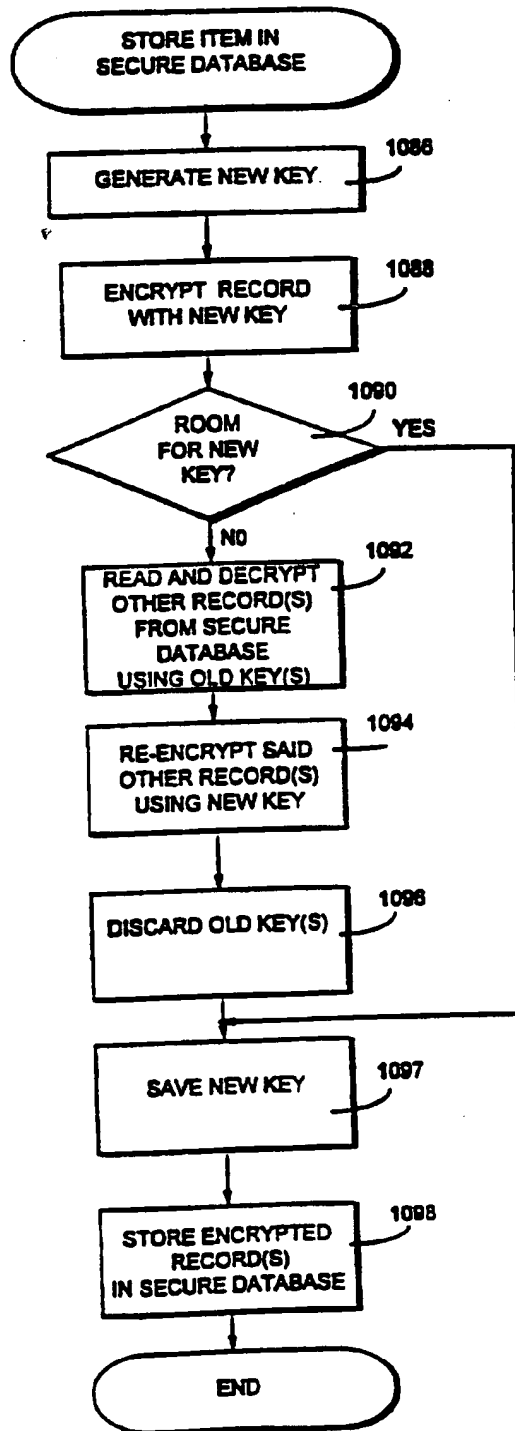 STORE ITEM IN
SECURE DATABASE
1086
GENERATE NEW KEY
1088
ENCRYPT RECORD
WITH NEW KEY
1090
ROOM
FOR NEW
KEY?
YES
NO
1092
READ AND DECRYPT
OTHER RECORD(S)
FROM SECURE
DATABASE
USING OLD KEY(S)
1094
RE-ENCRYPT SAID
OTHER RECORD(S)
USING NEW KEY
1096
DISCARD OLD KEY(S)
SAVE NEW KEY
1097
1098
STORE ENCRYPTED
RECORD(S)
IN SECURE DATABASE
END